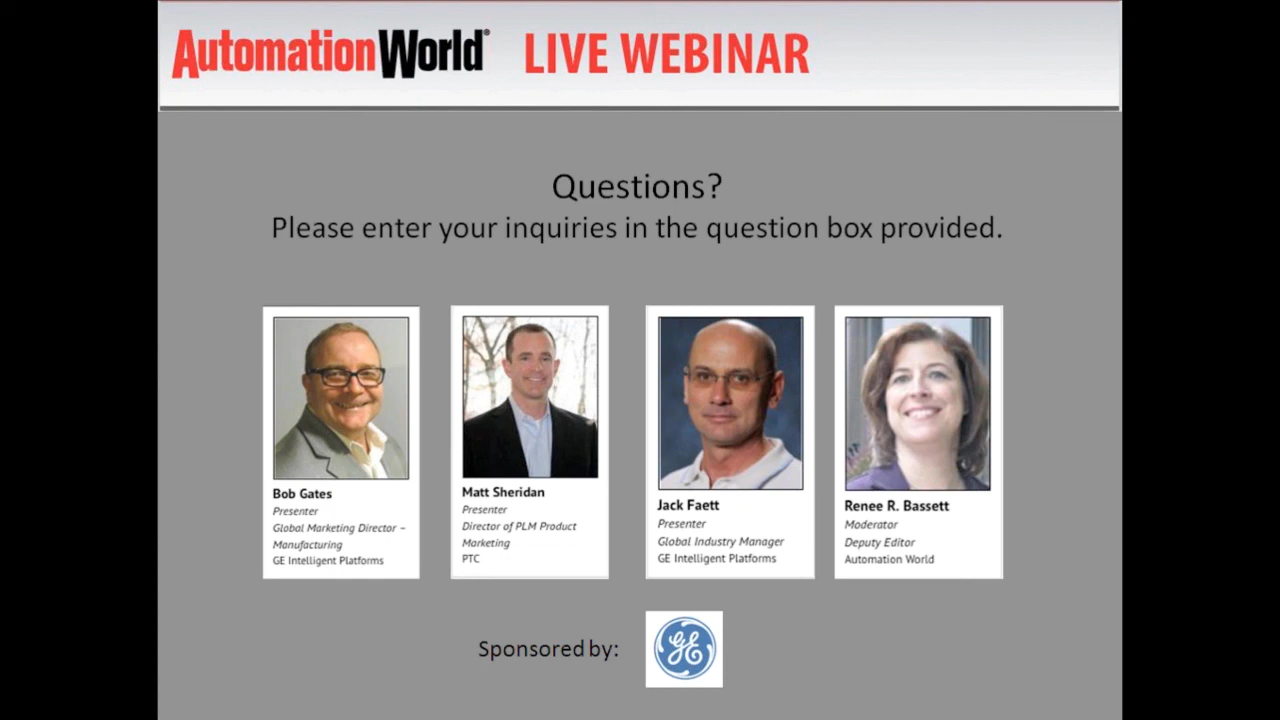 AutomationWorld® LIVE WEBINAR
Questions?
Please enter your inquiries in the question box provided.
Bob Gates
Presenter
Global Marketing Director –
Manufacturing
GE Intelligent Platforms
Matt Sheridan
Presenter
Director of PLM Product
Marketing
PTC
Jack Faett
Presenter
Global Industry Manager
GE Intelligent Platforms
Renee R. Bassett
Moderator
Deputy Editor
Automation World
Sponsored by:
GE